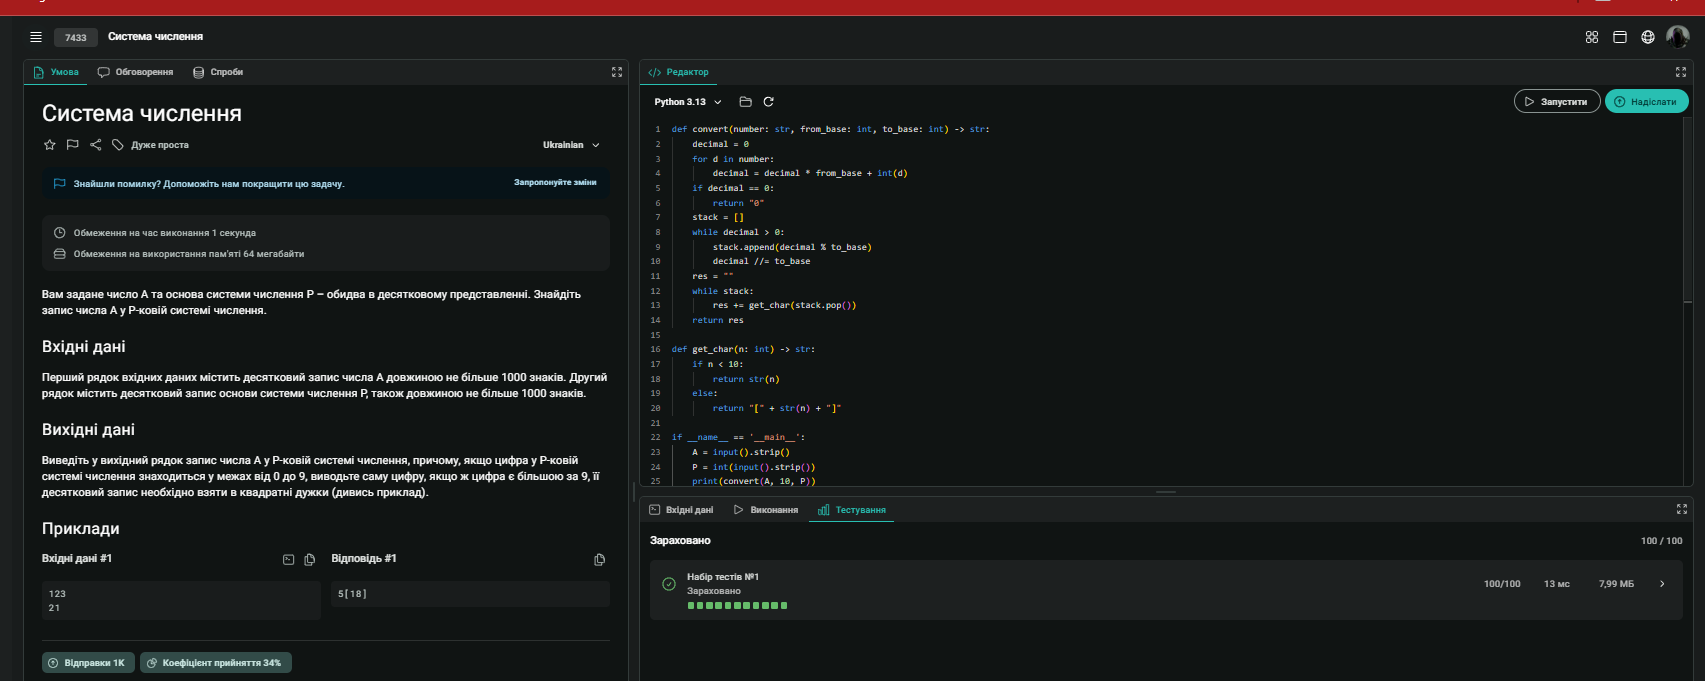 7433 Система числення
Умова Обговорення Спроби
Система числення
Дуже проста Ukrainian
Знайшли помилку? Допоможіть нам покращити цю задачу. Запропонуйте зміни
Обмеження на час виконання 1 секунда
Обмеження на використання пам'яті 64 мегабайти
Вам задане число A та основа системи числення P – обидва в десятковому представленні. Знайдіть
запис числа A у P-ковій системі числення.
Вхідні дані
Перший рядок вхідних даних містить десятковий запис числа A довжиною не більше 1000 знаків. Другий
рядок містить десятковий запис основи системи числення P, також довжиною не більше 1000 знаків.
Вихідні дані
Виведіть у вихідний рядок запис числа A у P-ковій системі числення, причому, якщо цифра у P-ковій
системі числення знаходиться у межах від 0 до 9, виводьте саму цифру, якщо ж цифра є більшою за 9, її
десятковий запис необхідно взяти в квадратні дужки (дивись приклад).
Приклади
Вхідні дані #1 Відповідь #1
123
21
5[18]
Відправки 1K Коефіцієнт прийняття 34%
Редактор
Python 3.13 Запустити Надіслати
1 def convert(number: str, from_base: int, to_base: int) -> str:
2 decimal = 0
3 for d in number:
4 decimal = decimal * from_base + int(d)
5 if decimal == 0:
6 return "0"
7 stack = []
8 while decimal > 0:
9 stack.append(decimal % to_base)
10 decimal //= to_base
11 res = ""
12 while stack:
13 res += get_char(stack.pop())
14 return res
15
16 def get_char(n: int) -> str:
17 if n < 10:
18 return str(n)
19 else:
20 return "[" + str(n) + "]"
21
22 if __name__ == '__main__':
23 A = input().strip()
24 P = int(input().strip())
25 print(convert(A, 10, P))
Вхідні дані Виконання Тестування
Зараховано 100 / 100
Набір тестів №1
Зараховано
100/100 13 мс 7,99 МБ